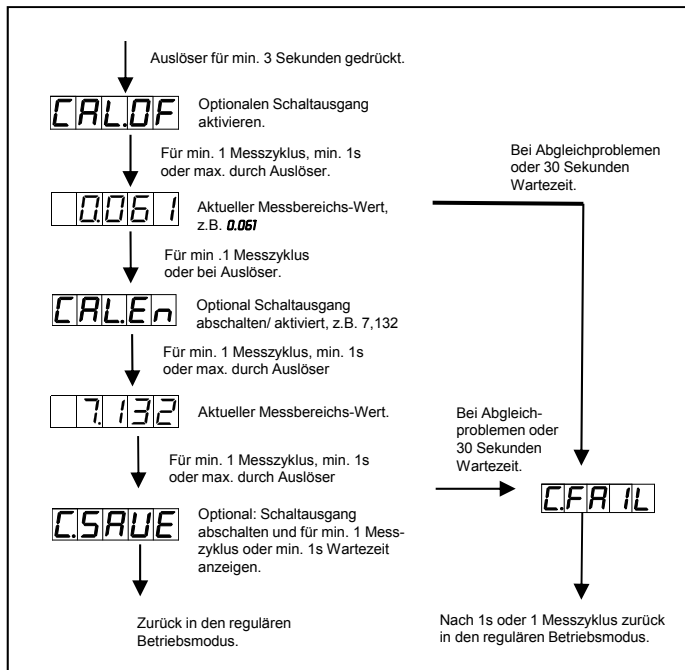 Auslöser für min. 3 Sekunden gedrückt.
CAL.OF
Optionalen Schaltausgang
aktivieren.
Für min. 1 Messzyklus, min. 1s
oder max. durch Auslöser.
Bei Abgleichproblemen
oder 30 Sekunden
Wartezeit.
0.061
Aktueller Messbereichs-Wert,
z.B. 0.061
Für min .1 Messzyklus
oder bei Auslöser.
CAL.En
Optional Schaltausgang
abschalten/ aktiviert, z.B. 7,132
Für min. 1 Messzyklus, min. 1s
oder max. durch Auslöser
7.132
Aktueller Messbereichs-Wert.
Bei Abgleich-
problemen oder
30 Sekunden
Wartezeit.
Für min. 1 Messzyklus, min. 1s
oder max. durch Auslöser
C.SAUE
Optional: Schaltausgang
abschalten und für min. 1 Mess-
zyklus oder min. 1s Wartezeit
anzeigen.
C.FAIL
Zurück in den regulären
Betriebsmodus.
Nach 1s oder 1 Messzyklus zurück
in den regulären Betriebsmodus.